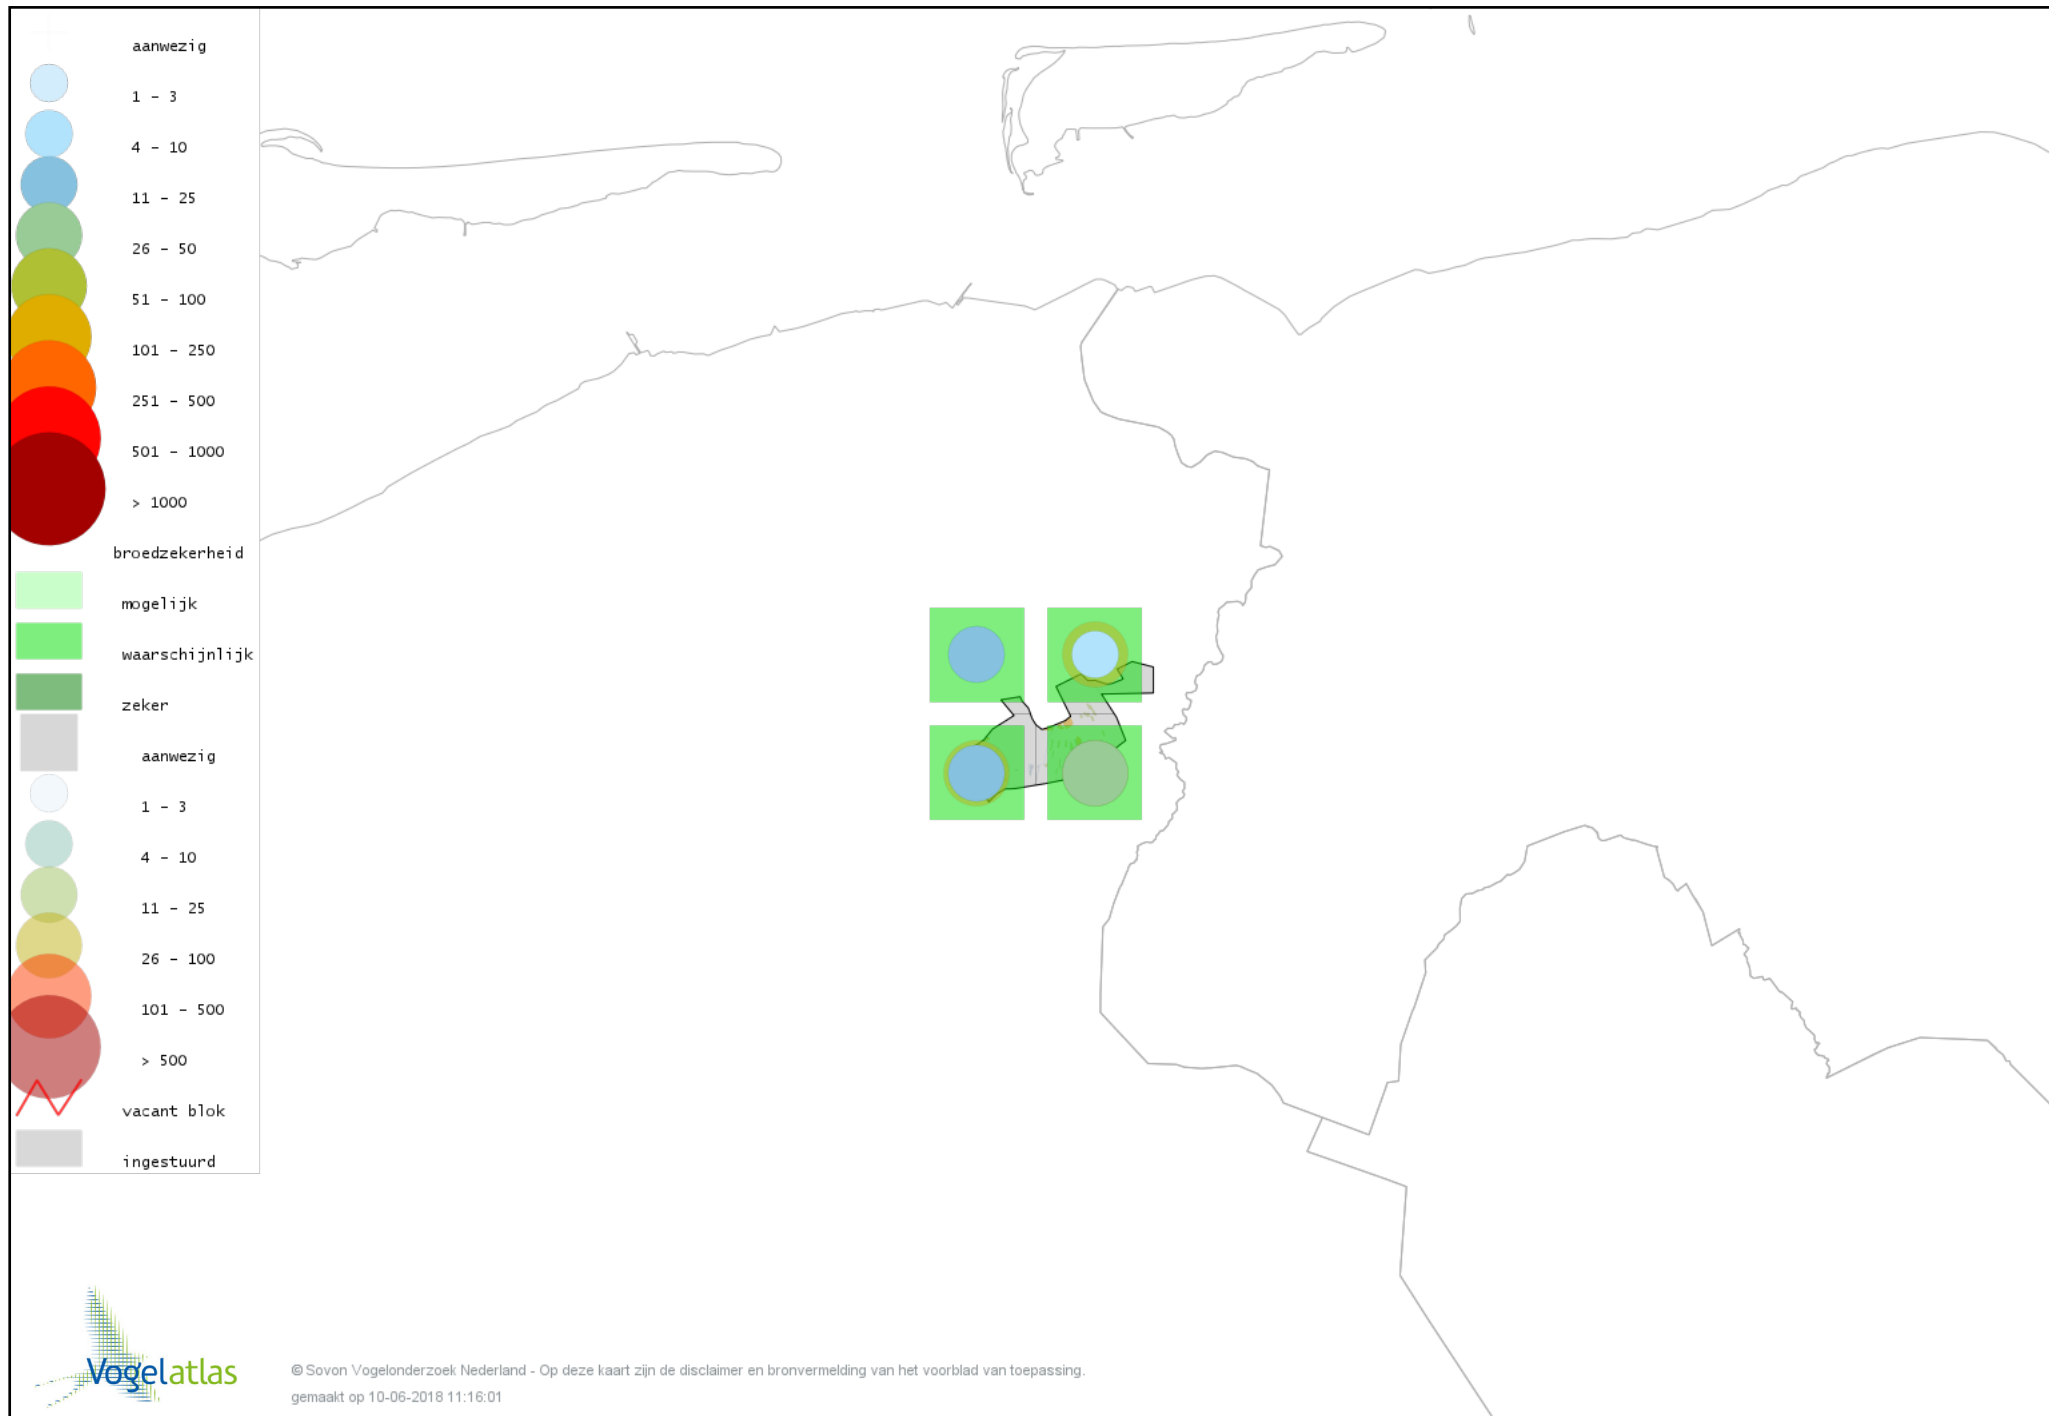 aanwezig
1 - 3
4 - 10
11 - 25
26 - 50
51 - 100
101 - 250
251 - 500
501 - 1000
> 1000
broedzekerheid
mogelijk
waarschijnlijk
zeker
aanwezig
1 - 3
4 - 10
11 - 25
26 - 100
101 - 500
> 500
vacant blok
ingestuurd
Vogelatlas
© Sovon Vogelonderzoek Nederland - Op deze kaart zijn de disclaimer en bronvermelding van het voorblad van toepassing.
gemaakt op 10-06-2018 11:16:01